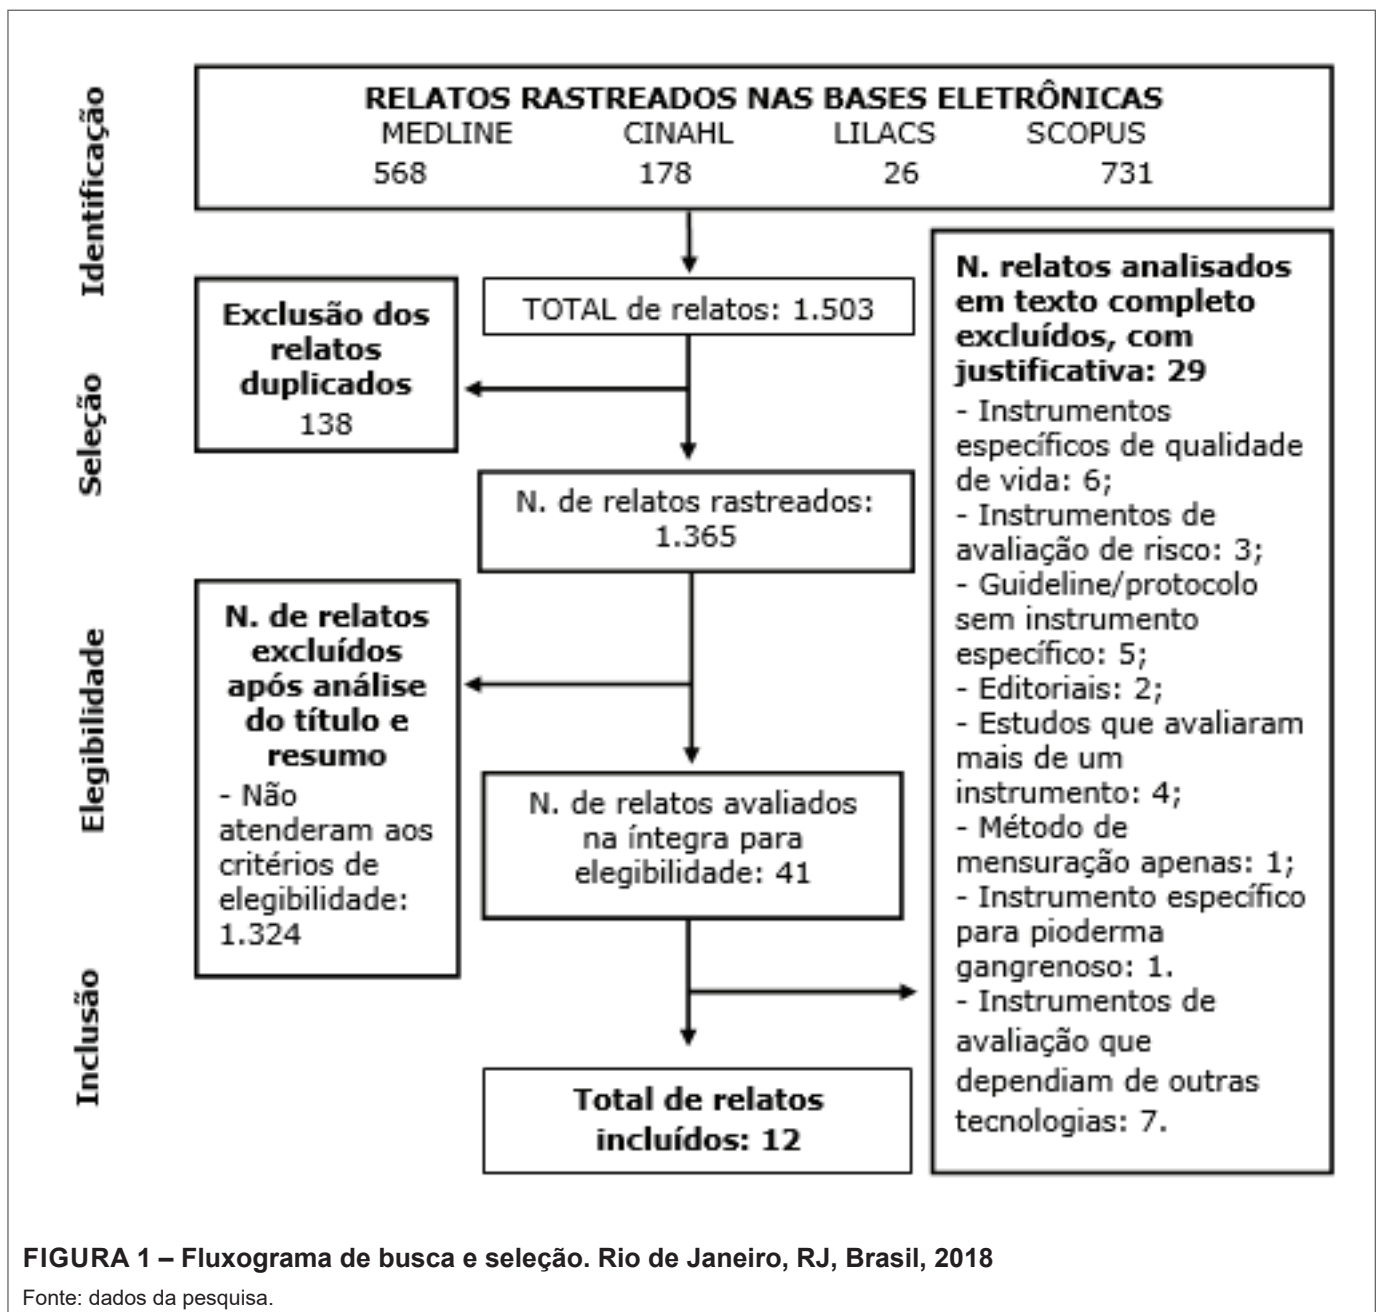 Identificação
Seleção
Elegibilidade
Inclusão
RELATOS RASTREADOS NAS BASES ELETRÔNICAS
MEDLINE CINAHL LILACS SCOPUS
568 178 26 731
TOTAL de relatos: 1.503
Exclusão dos
relatos
duplicados
138
N. de relatos rastreados:
1.365
N. de relatos
excluídos
após análise
do título e
resumo
- Não
atenderam aos
critérios de
elegibilidade:
1.324
N. de relatos avaliados
na íntegra para
elegibilidade: 41
N. relatos analisados
em texto completo
excluídos, com
justificativa: 29
- Instrumentos
específicos de qualidade
de vida: 6;
- Instrumentos de
avaliação de risco: 3;
- Guideline/protocolo
sem instrumento
específico: 5;
- Editoriais: 2;
- Estudos que avaliaram
mais de um
instrumento: 4;
- Método de
mensuração apenas: 1;
- Instrumento específico
para pioderma
gangrenoso: 1.
- Instrumentos de
avaliação que
dependiam de outras
tecnologias: 7.
Total de relatos
incluídos: 12
FIGURA 1 – Fluxograma de busca e seleção. Rio de Janeiro, RJ, Brasil, 2018
Fonte: dados da pesquisa.